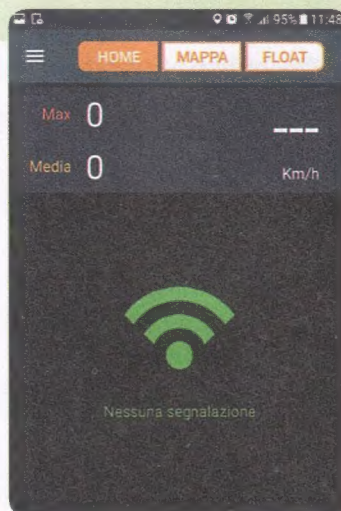 95% 11:48
HOME MAPPA FLOAT
Max 0
---
Media 0
Km/h
Nessuna segnalazione